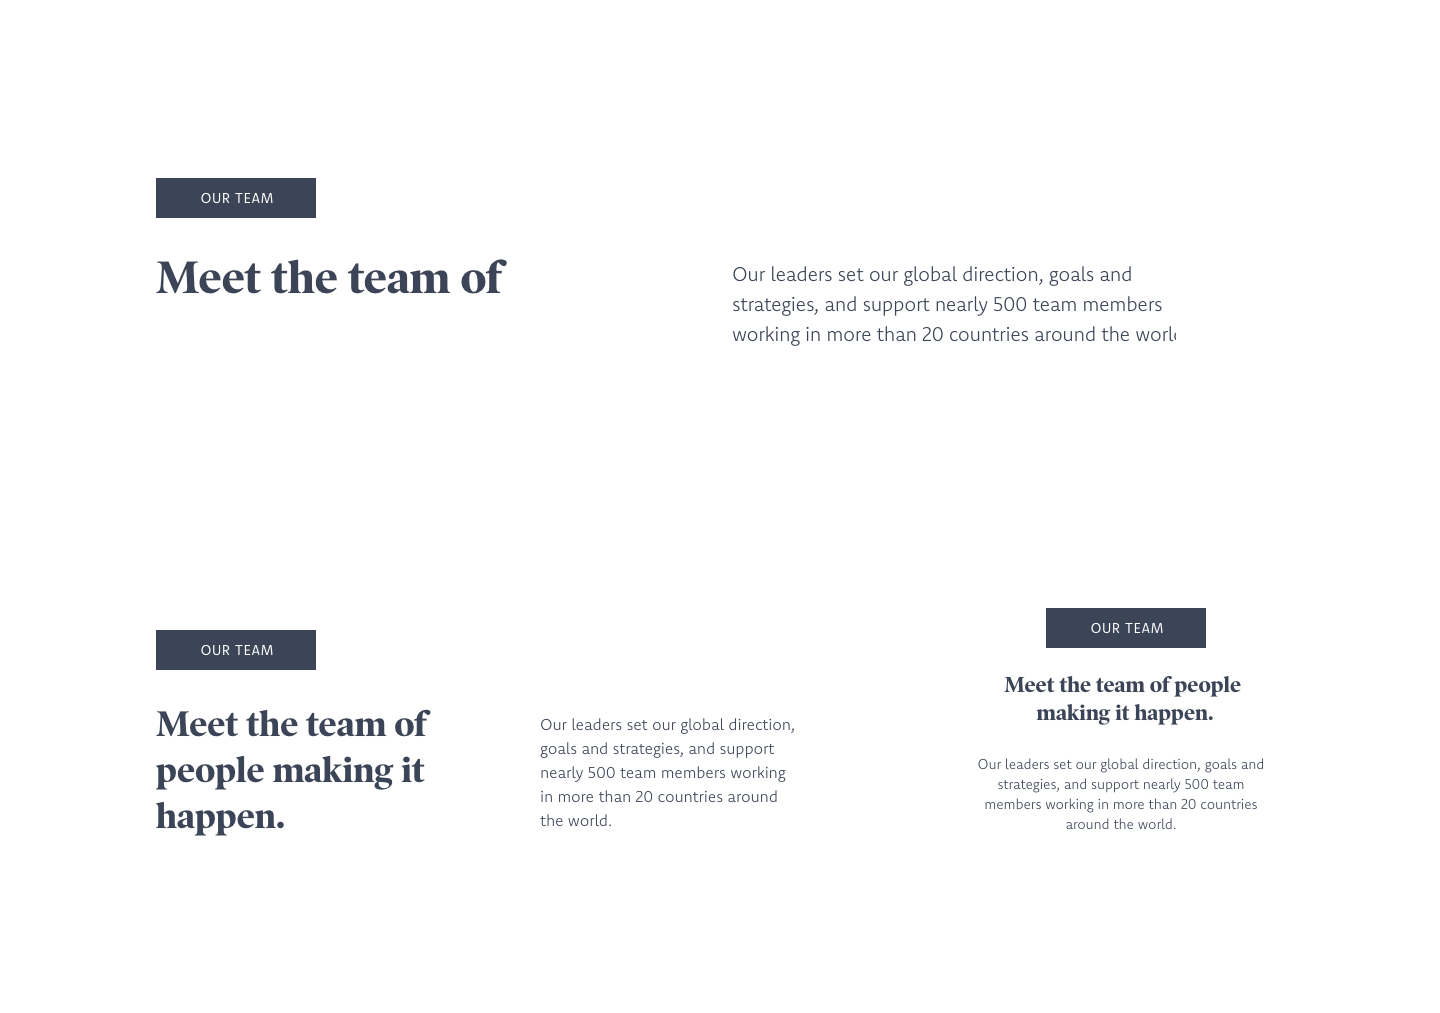 OUR TEAM
Meet the team of
Our leaders set our global direction, goals and
strategies, and support nearly 500 team members
working in more than 20 countries around the
OUR TEAM
Meet the team of
people making it
happen.
Our leaders set our global direction,
goals and strategies, and support
nearly 500 team members working
in more than 20 countries around
the world.
OUR TEAM
Meet the team of people
making it happen.
Our leaders set our global direction, goals and
strategies, and support nearly 500 team
members working in more than 20 countries
around the world.